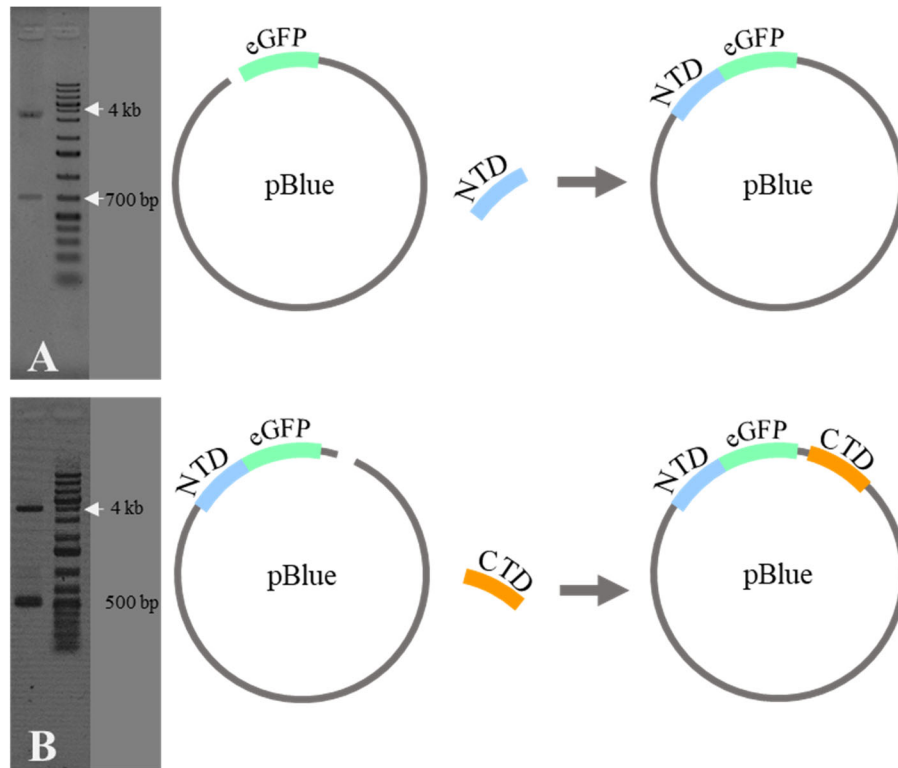 4 kb
700 bp
A
eGFP
pBlue
NTD
NTD
eGFP
pBlue
4 kb
500 bp
B
NTD
eGFP
pBlue
CTD
NTD
eGFP
CTD
pBlue